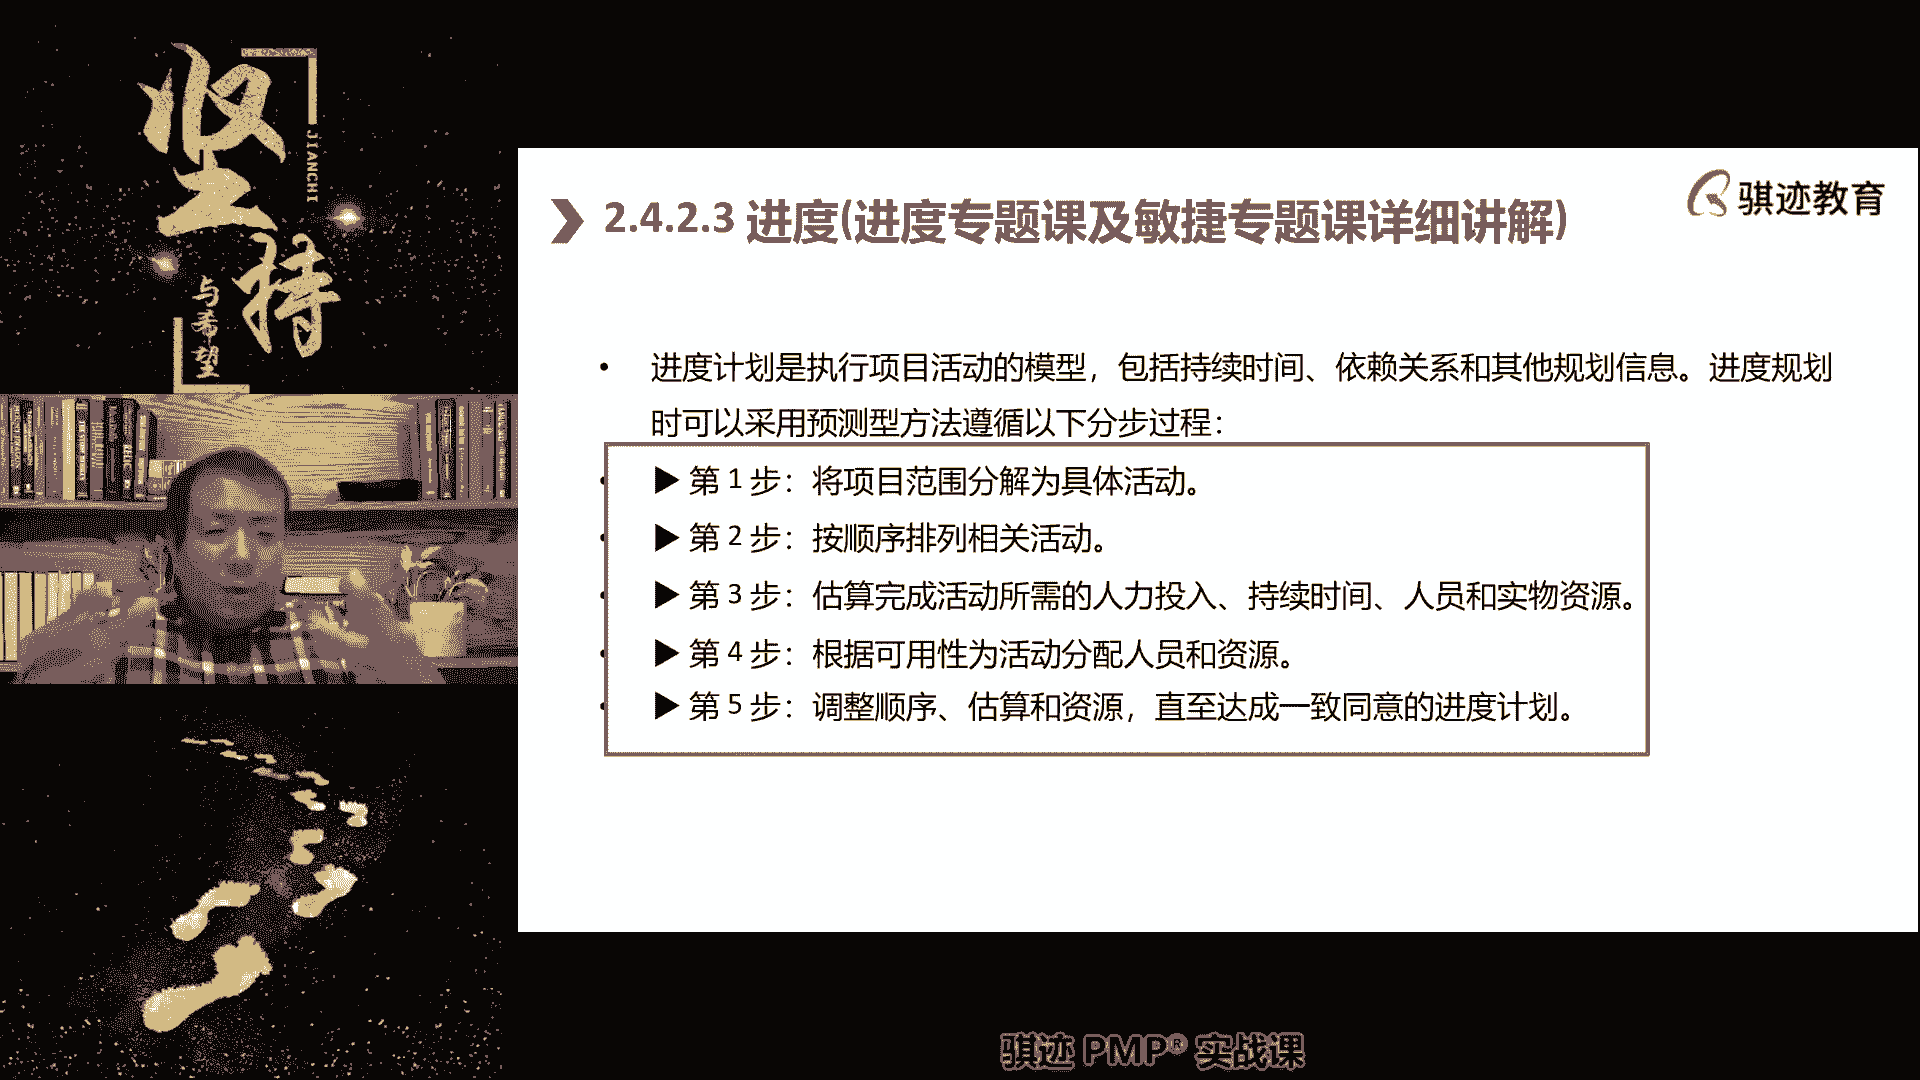 坚持
JIANCHI
与希望
骐迹教育
2.4.2.3 进度(进度专题课及敏捷专题课详细讲解)
• 进度计划是执行项目活动的模型，包括持续时间、依赖关系和其他规划信息。进度规划
时可以采用预测型方法遵循以下分步过程：
▶ 第 1 步：将项目范围分解为具体活动。
▶ 第 2 步：按顺序排列相关活动。
▶ 第 3 步：估算完成活动所需的人力投入、持续时间、人员和实物资源。
▶ 第 4 步：根据可用性为活动分配人员和资源。
▶ 第 5 步：调整顺序、估算和资源，直至达成一致同意的进度计划。
骐迹 PMP® 实战课